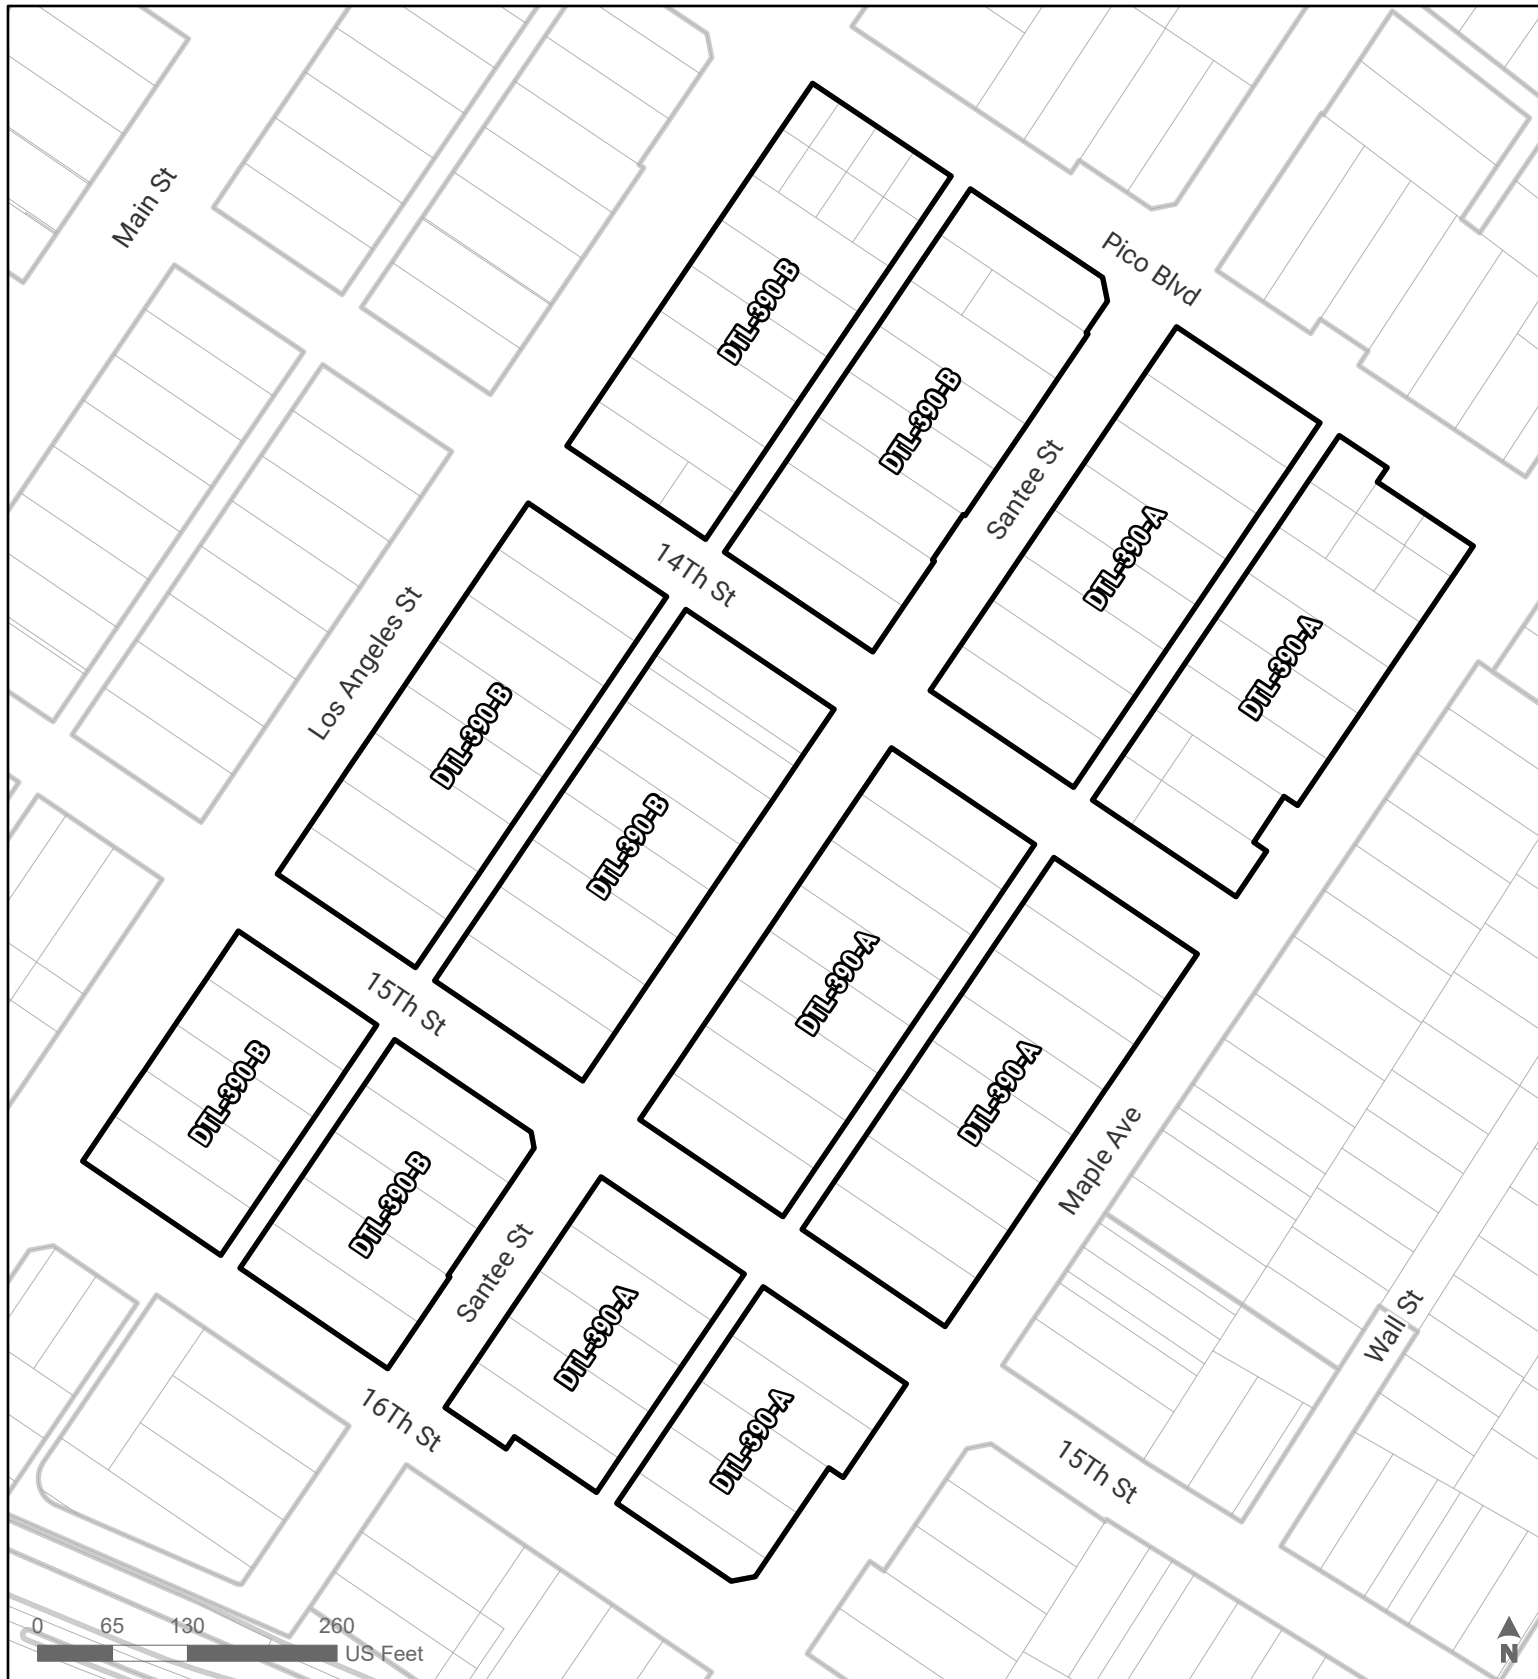 Main St
Pico Blvd
DTL-390-B
DTL-390-B
Santee St
DTL-390-A
14Th St
Los Angeles St
DTL-390-A
DTL-390-B
DTL-390-B
DTL-390-A
15Th St
DTL-390-B
DTL-390-A
Maple Ave
DTL-390-B
Santee St
DTL-390-A
Wall St
16Th St
DTL-390-A
15Th St
0 65 130 260
US Feet
N